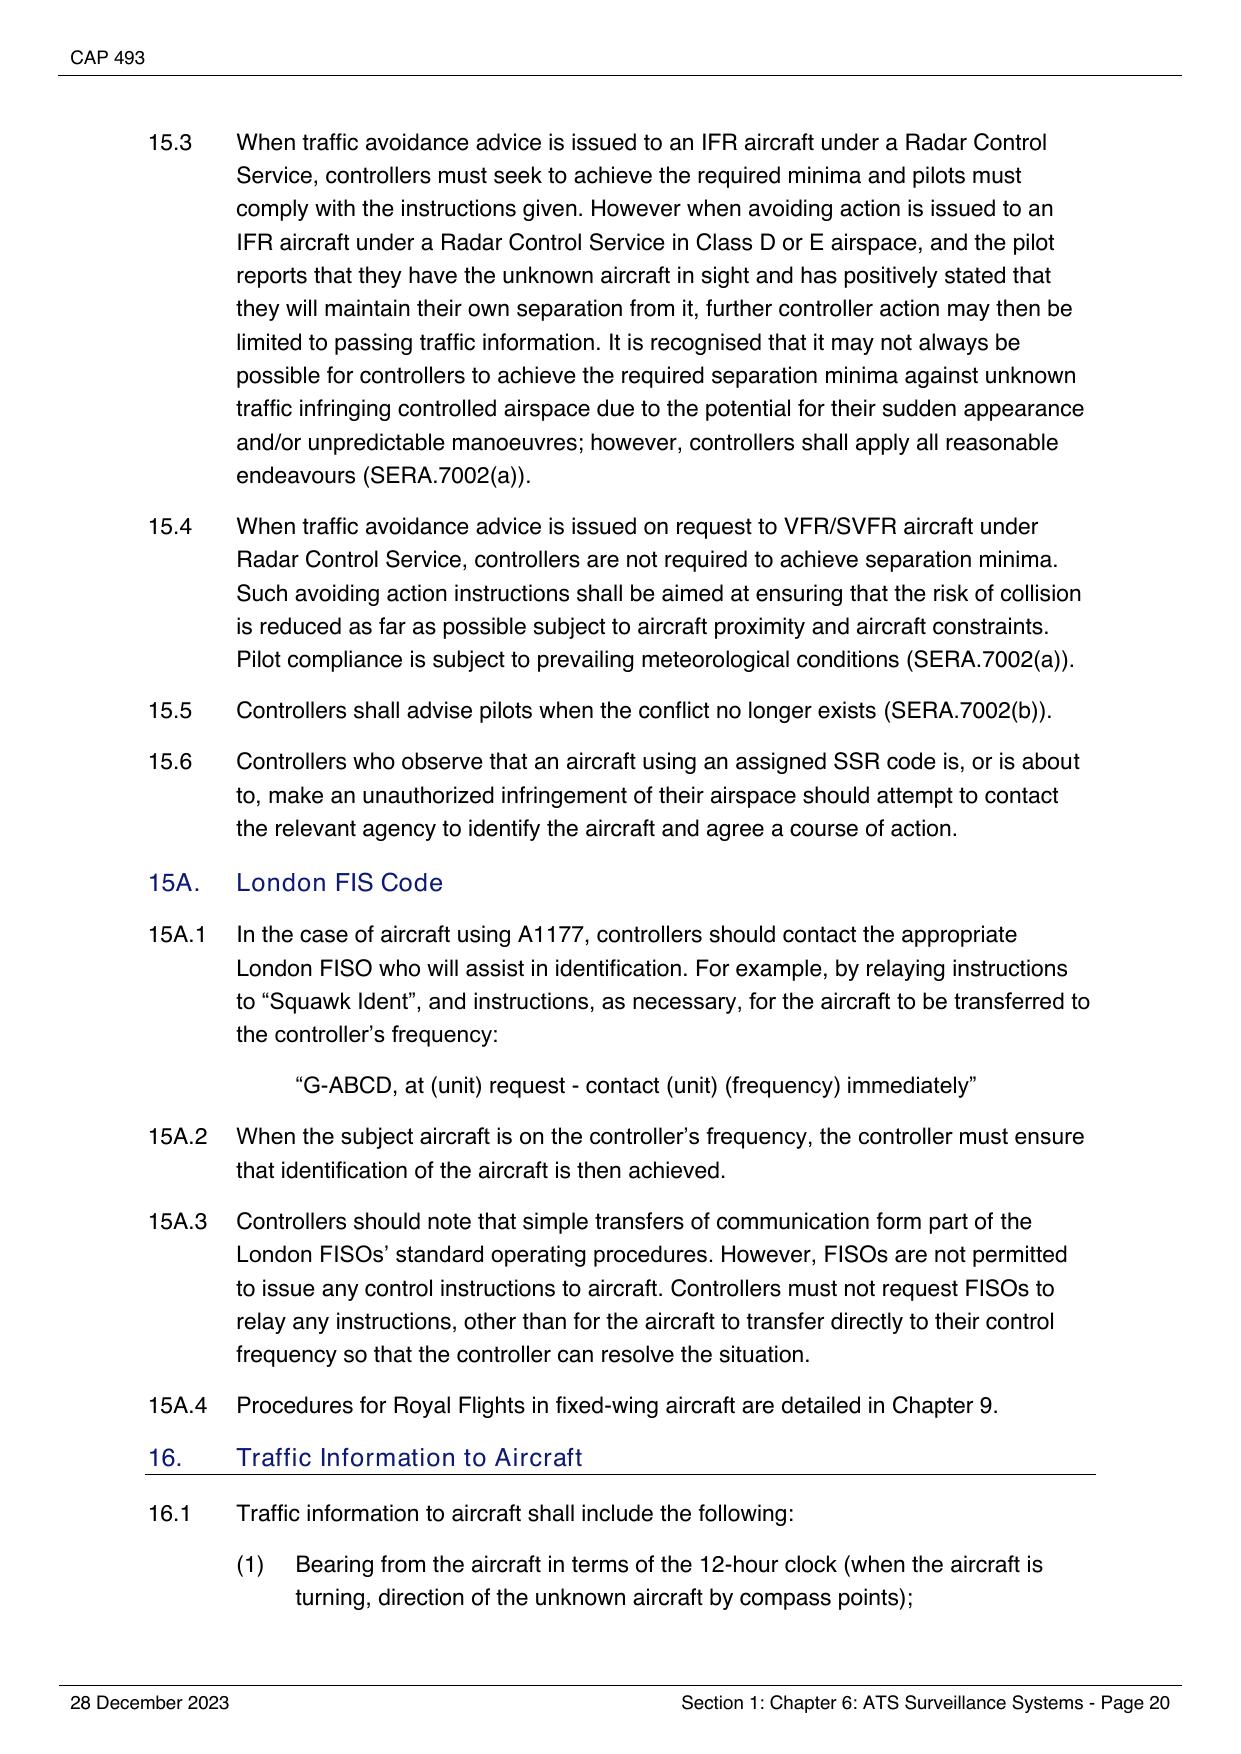 CAP 493
15.3 When traffic avoidance advice is issued to an IFR aircraft under a Radar Control
Service, controllers must seek to achieve the required minima and pilots must
comply with the instructions given. However when avoiding action is issued to an
IFR aircraft under a Radar Control Service in Class D or E airspace, and the pilot
reports that they have the unknown aircraft in sight and has positively stated that
they will maintain their own separation from it, further controller action may then be
limited to passing traffic information. It is recognised that it may not always be
possible for controllers to achieve the required separation minima against unknown
traffic infringing controlled airspace due to the potential for their sudden appearance
and/or unpredictable manoeuvres; however, controllers shall apply all reasonable
endeavours (SERA.7002(a)).
15.4 When traffic avoidance advice is issued on request to VFR/SVFR aircraft under
Radar Control Service, controllers are not required to achieve separation minima.
Such avoiding action instructions shall be aimed at ensuring that the risk of collision
is reduced as far as possible subject to aircraft proximity and aircraft constraints.
Pilot compliance is subject to prevailing meteorological conditions (SERA.7002(a)).
15.5 Controllers shall advise pilots when the conflict no longer exists (SERA.7002(b)).
15.6 Controllers who observe that an aircraft using an assigned SSR code is, or is about
to, make an unauthorized infringement of their airspace should attempt to contact
the relevant agency to identify the aircraft and agree a course of action.
15A. London FIS Code
15A.1 In the case of aircraft using A1177, controllers should contact the appropriate
London FISO who will assist in identification. For example, by relaying instructions
to “Squawk Ident”, and instructions, as necessary, for the aircraft to be transferred to
the controller’s frequency:
“G-ABCD, at (unit) request - contact (unit) (frequency) immediately”
15A.2 When the subject aircraft is on the controller’s frequency, the controller must ensure
that identification of the aircraft is then achieved.
15A.3 Controllers should note that simple transfers of communication form part of the
London FISOs’ standard operating procedures. However, FISOs are not permitted
to issue any control instructions to aircraft. Controllers must not request FISOs to
relay any instructions, other than for the aircraft to transfer directly to their control
frequency so that the controller can resolve the situation.
15A.4 Procedures for Royal Flights in fixed-wing aircraft are detailed in Chapter 9.
16. Traffic Information to Aircraft
16.1 Traffic information to aircraft shall include the following:
(1) Bearing from the aircraft in terms of the 12-hour clock (when the aircraft is
turning, direction of the unknown aircraft by compass points);
28 December 2023 Section 1: Chapter 6: ATS Surveillance Systems - Page 20